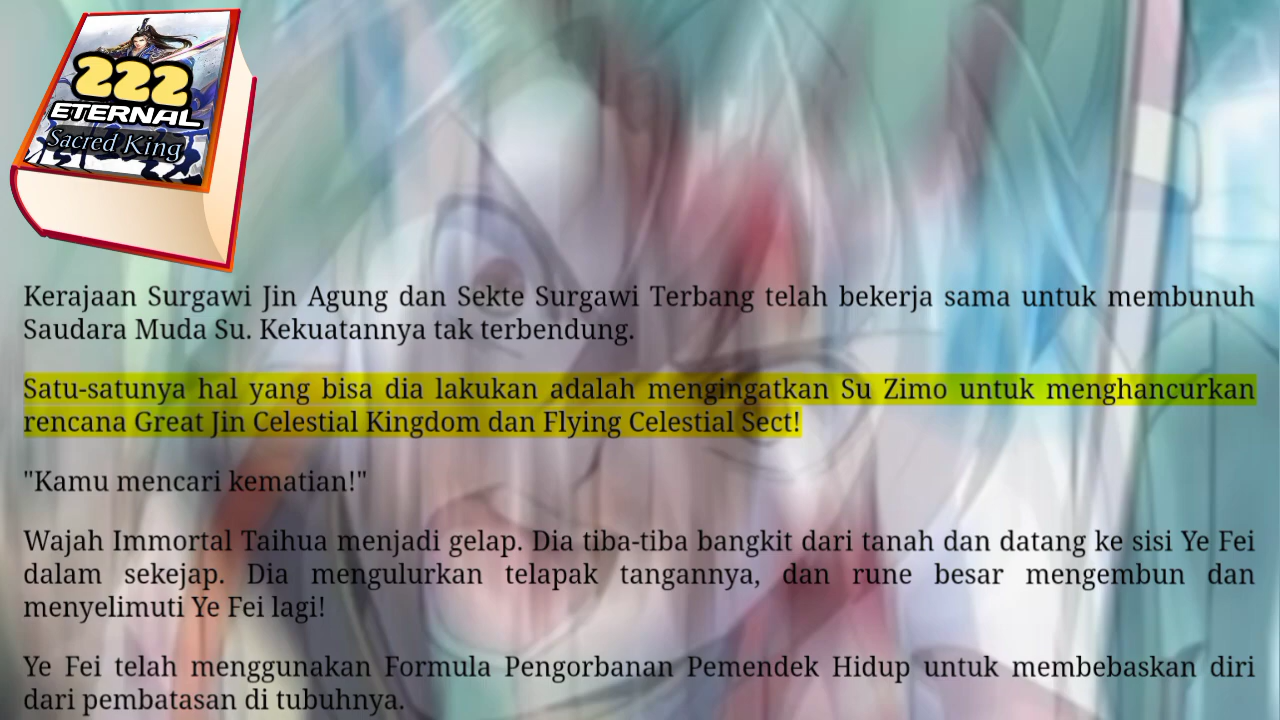 222
ETERNAL
Sacred King
Kerajaan Surgawi Jin Agung dan Sekte Surgawi Terbang telah bekerja sama untuk membunuh
Saudara Muda Su. Kekuatannya tak terbendung.
Satu-satunya hal yang bisa dia lakukan adalah mengingatkan Su Zimo untuk menghancurkan
rencana Great Jin Celestial Kingdom dan Flying Celestial Sect!
"Kamu mencari kematian!"
Wajah Immortal Taihua menjadi gelap. Dia tiba-tiba bangkit dari tanah dan datang ke sisi Ye Fei
dalam sekejap. Dia mengulurkan telapak tangannya, dan rune besar mengembun dan
menyelimuti Ye Fei lagi!
Ye Fei telah menggunakan Formula Pengorbanan Pemendek Hidup untuk membebaskan diri
dari pembatasan di tubuhnya.